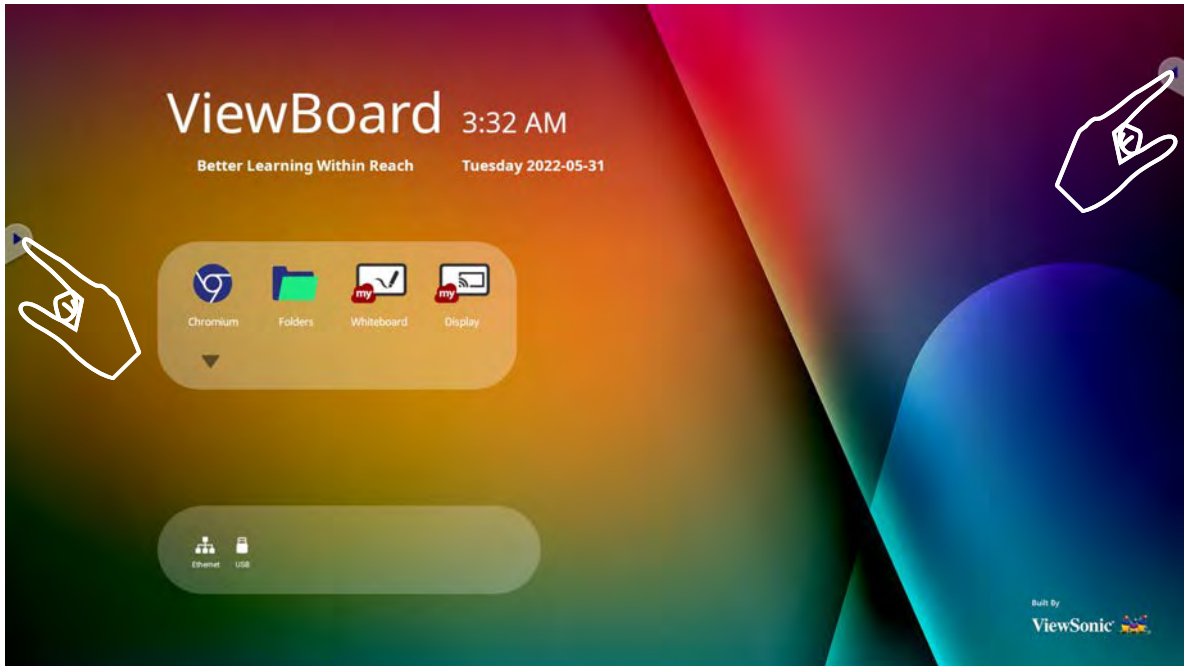 ViewBoard 3:32 AM
Better Learning Within Reach Tuesday 2022-05-31
Chromium Folders my Whiteboard my Display
Ethernet USB
Built By
ViewSonic